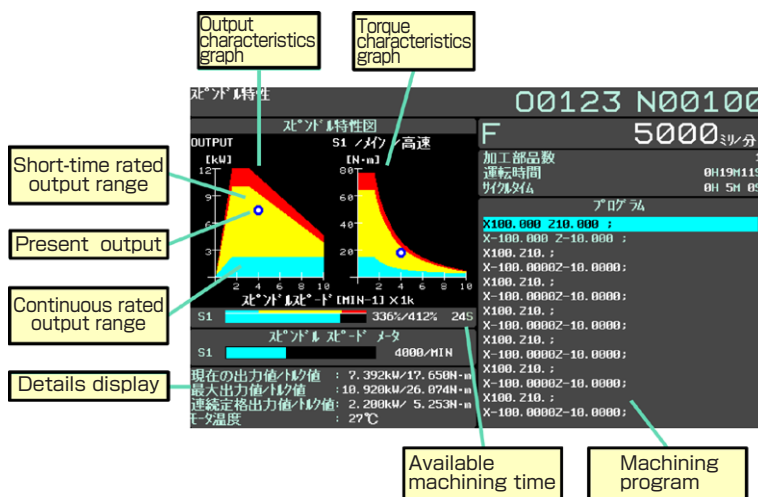 Output
characteristics
graph
Torque
characteristics
graph
スピンドル特性
O0123 N00100
スピンドル特性図
OUTPUT
S1 /メイン /高速
[kW]
[N・m]
12
9
6
3
2 4 6 8 10
80
60
40
20
2 4 6 8 10
スピンドルスピード[MIN-1]×1k
S1 336%/412% 24S
スピンドル スピード メータ
S1 4000/MIN
現在の出力値/トルク値 : 7.392kW/17.650N・m
最大出力値/トルク値 :10.920kW/26.074N・m
連続定格出力値/トルク値: 2.200kW/ 5.253N・m
モータ温度 : 27℃
F 5000ミリ/分
加工部品数
運転時間 0H19M11S
サイクルタイム 0H 5M 0S
プログラム
X100.000 Z10.000 ;
X-100.000 Z-10.000 ;
X100.Z10.;
X-100.0000Z-10.0000;
X100.Z10.;
X-100.0000Z-10.0000;
X100.Z10.;
X-100.0000Z-10.0000;
X100.Z10.;
X-100.0000Z-10.0000;
X100.Z10.;
X-100.0000Z-10.0000;
X100.Z10.;
X-100.0000Z-10.0000;
Short-time rated
output range
Present output
Continuous rated
output range
Details display
Available
machining time
Machining
program